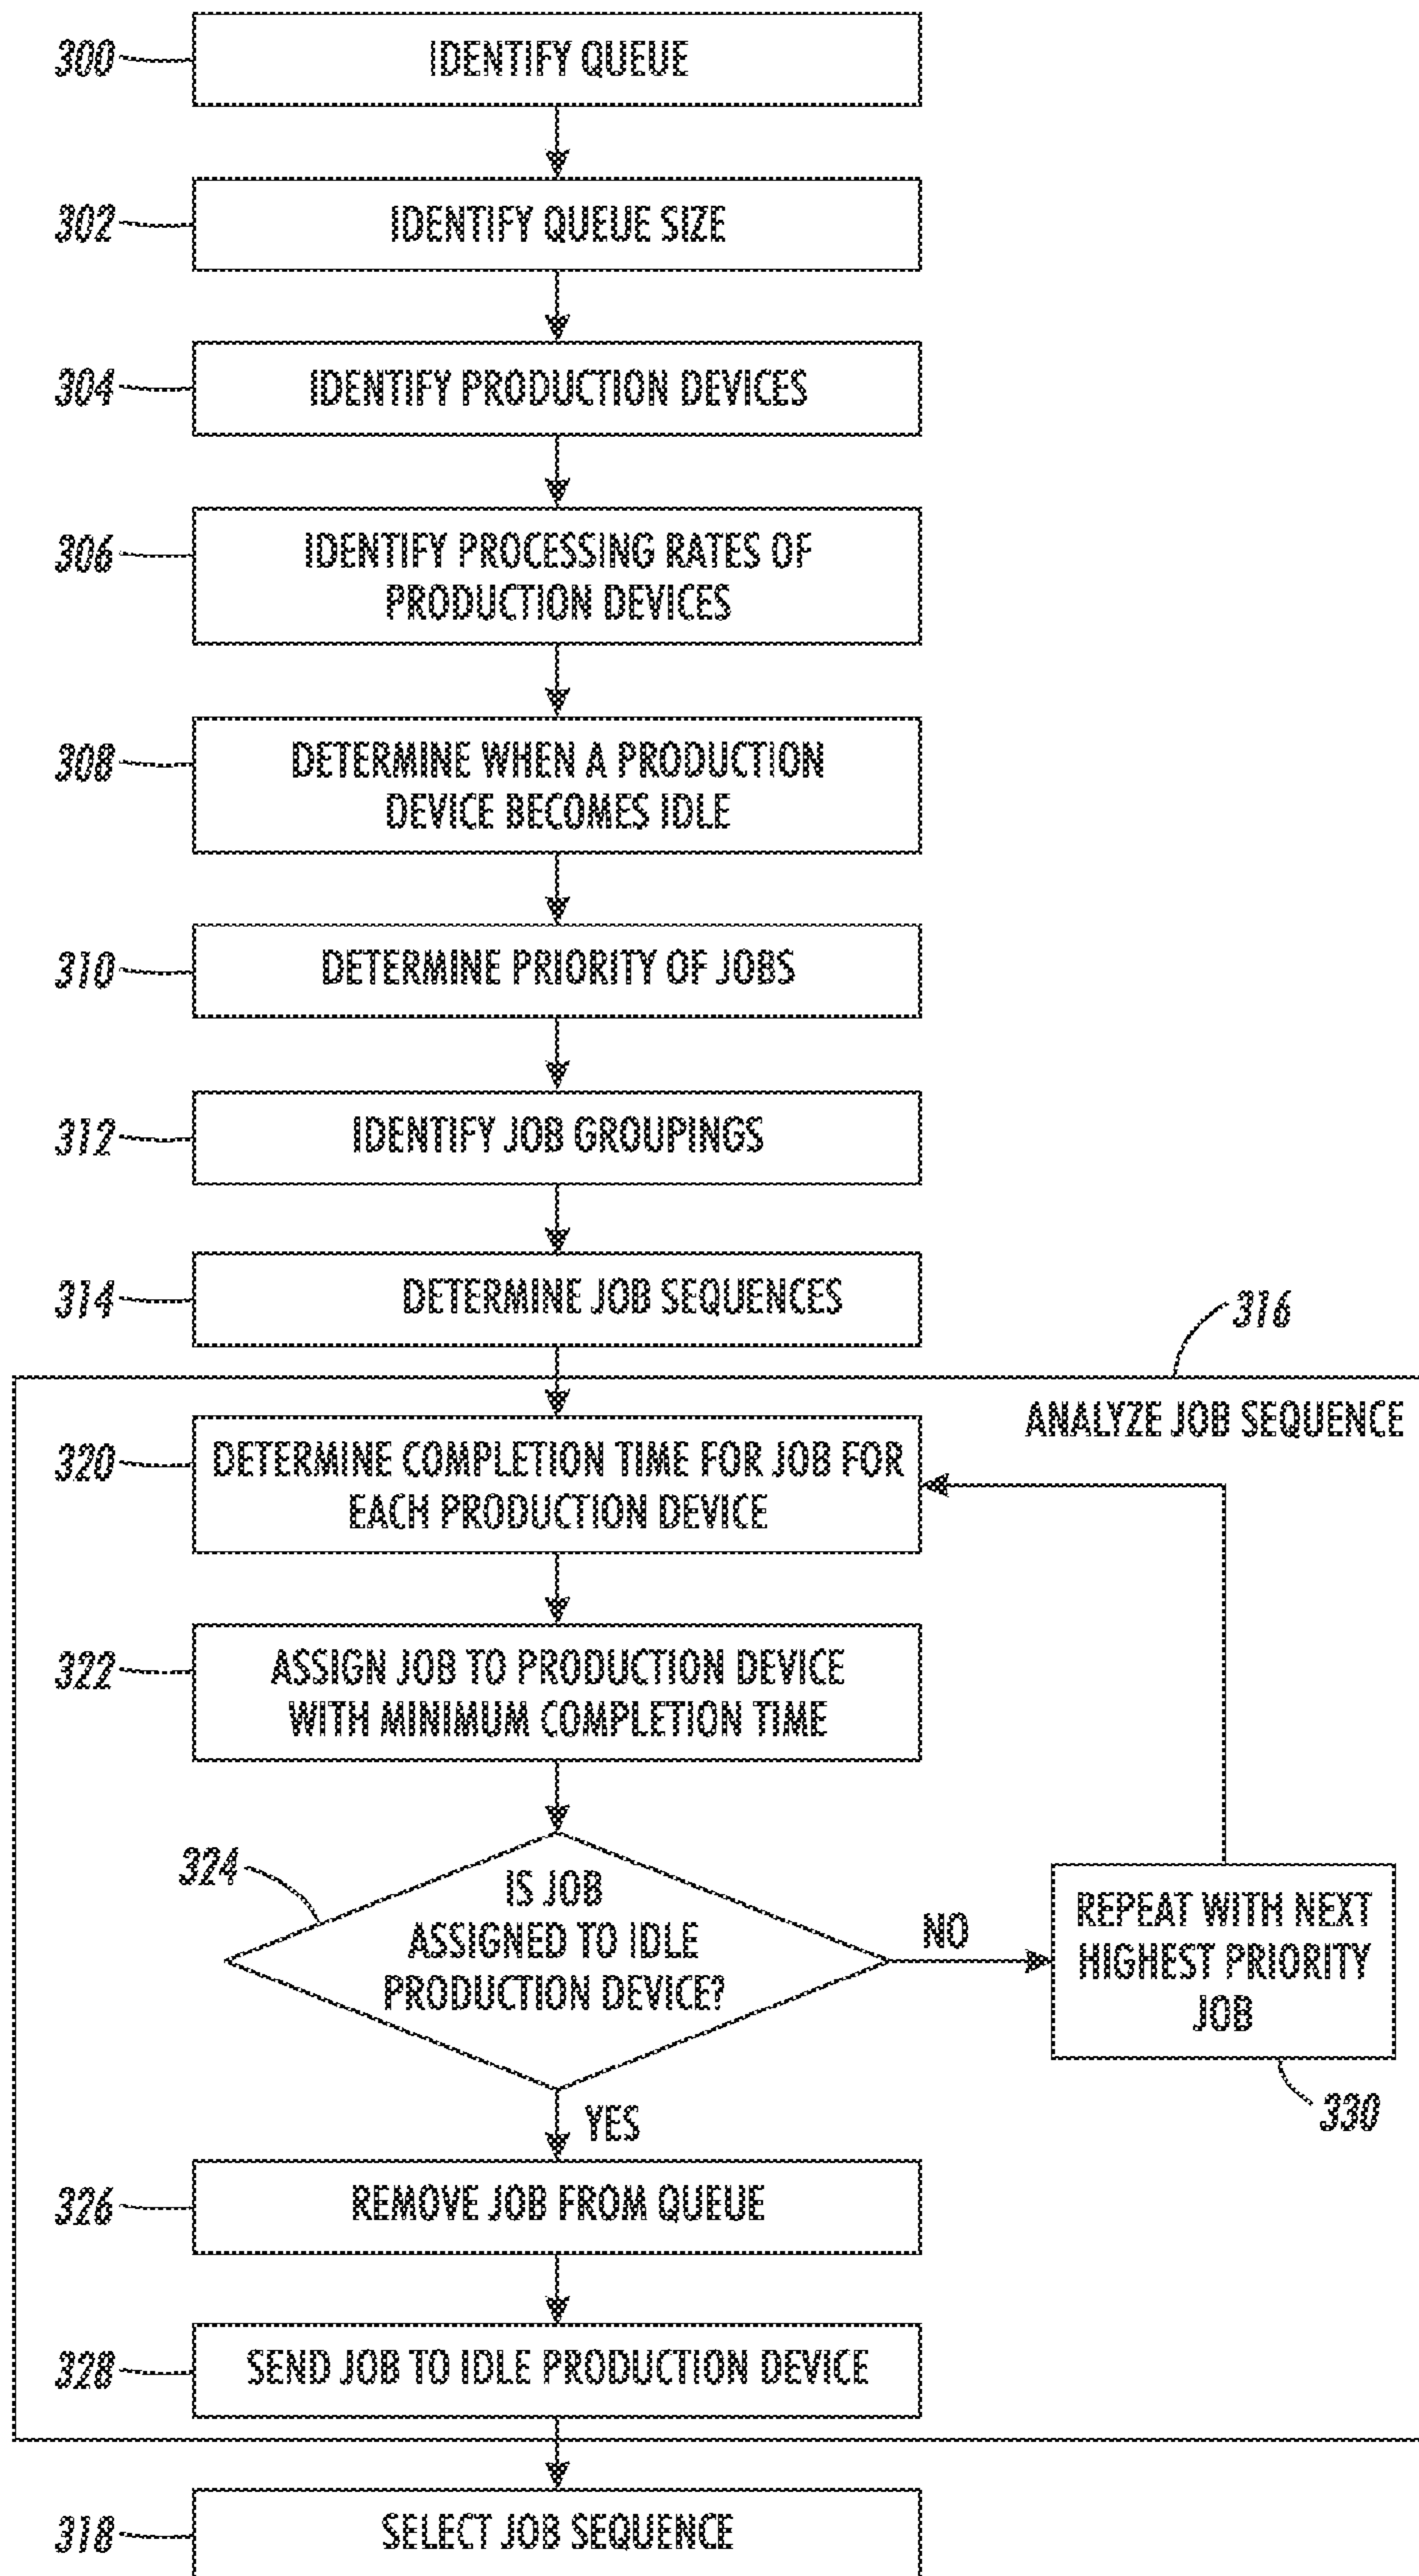 300
IDENTIFY QUEUE
302
IDENTIFY QUEUE SIZE
304
IDENTIFY PRODUCTION DEVICES
306
IDENTIFY PROCESSING RATES OF
PRODUCTION DEVICES
308
DETERMINE WHEN A PRODUCTION
DEVICE BECOMES IDLE
310
DETERMINE PRIORITY OF JOBS
312
IDENTIFY JOB GROUPINGS
314
DETERMINE JOB SEQUENCES
316
ANALYZE JOB SEQUENCE
320
DETERMINE COMPLETION TIME FOR JOB FOR
EACH PRODUCTION DEVICE
322
ASSIGN JOB TO PRODUCTION DEVICE
WITH MINIMUM COMPLETION TIME
324
IS JOB
ASSIGNED TO IDLE
PRODUCTION DEVICE?
NO
REPEAT WITH NEXT
HIGHEST PRIORITY
JOB
330
YES
326
REMOVE JOB FROM QUEUE
328
SEND JOB TO IDLE PRODUCTION DEVICE
318
SELECT JOB SEQUENCE